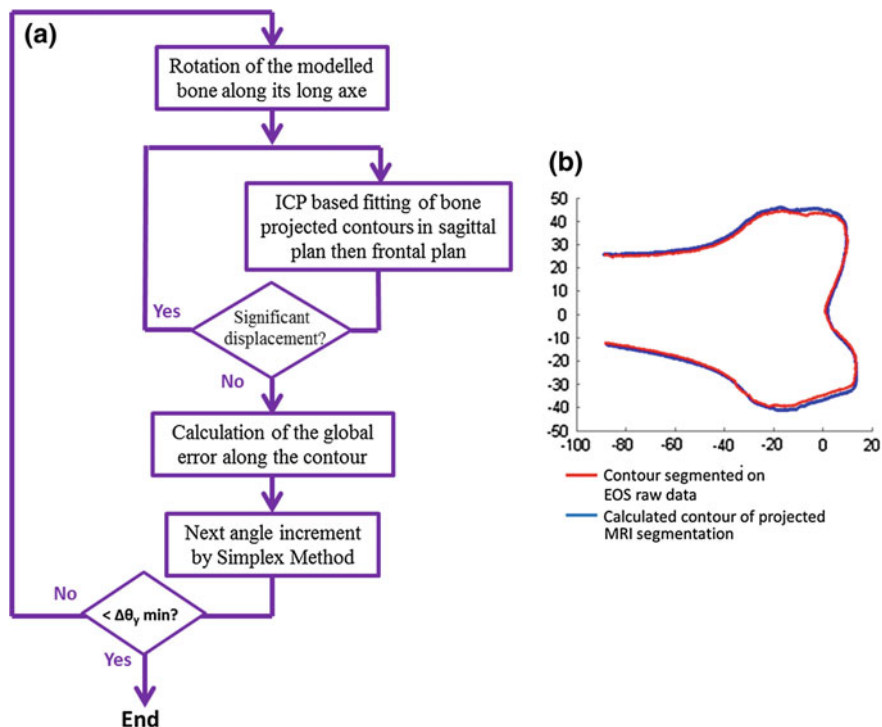 (a)
Rotation of the modelled
bone along its long axe
ICP based fitting of bone
projected contours in sagittal
plan then frontal plan
Yes
Significant
displacement?
No
Calculation of the global
error along the contour
Next angle increment
by Simplex Method
No
< Δθγ min?
Yes
End
(b)
50
40
30
20
10
0
-10
-20
-30
-40
-50
-100
-80
-60
-40
-20
0
20
Contour segmented on
EOS raw data
Calculated contour of projected
MRI segmentation